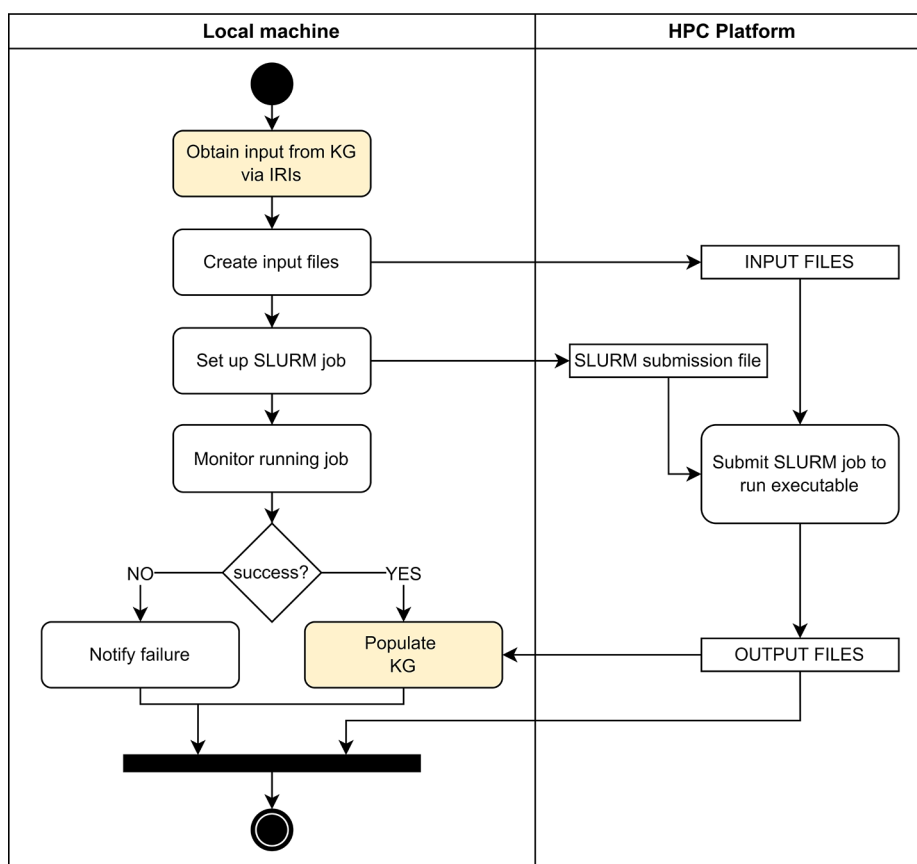 Local machine
HPC Platform
Obtain input from KG
via IRIs
Create input files
INPUT FILES
Set up SLURM job
SLURM submission file
Monitor running job
Submit SLURM job to
run executable
success?
NO
YES
Notify failure
Populate
KG
OUTPUT FILES